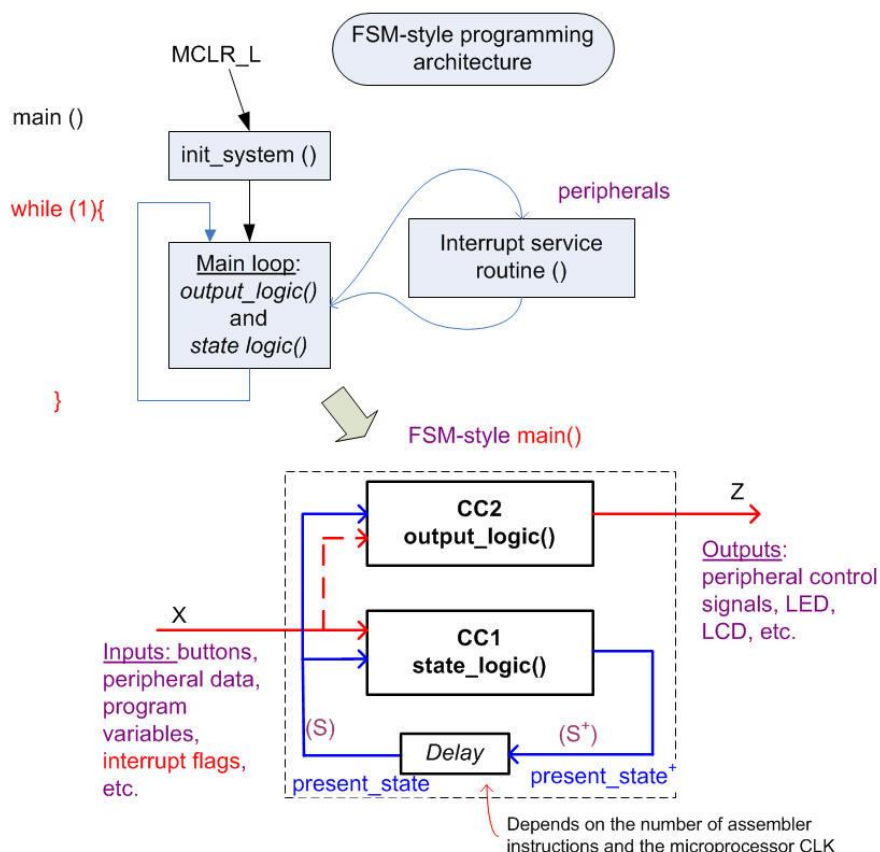 FSM-style programming
architecture
MCLR_L
main ()
init_system ()
while (1){
peripherals
Main loop:
output_logic()
and
state logic()
Interrupt service
routine ()
}
FSM-style main()
CC2
output_logic()
Z
Outputs:
peripheral control
signals, LED,
LCD, etc.
X
CC1
state_logic()
Inputs: buttons,
peripheral data,
program
variables,
interrupt flags,
etc.
(S)
(S+)
Delay
present_state
present_state+
Depends on the number of assembler
instructions and the microprocessor CLK